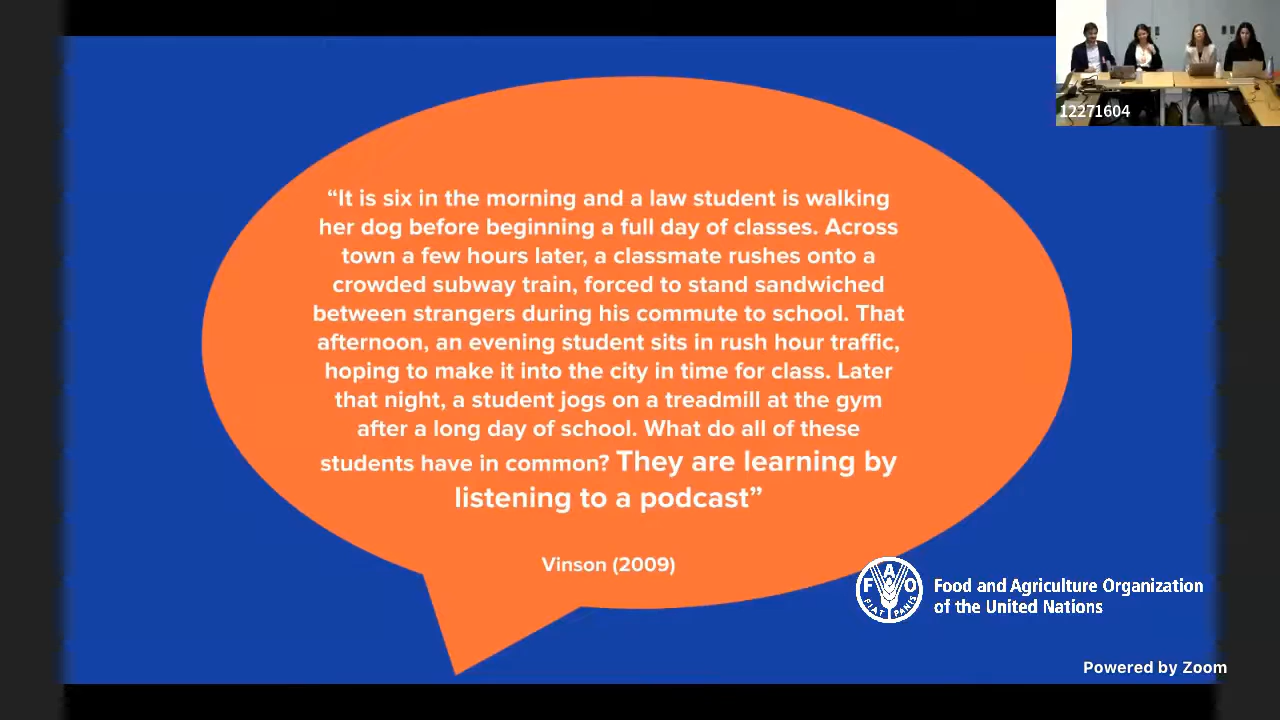 12271604
“It is six in the morning and a law student is walking
her dog before beginning a full day of classes. Across
town a few hours later, a classmate rushes onto a
crowded subway train, forced to stand sandwiched
between strangers during his commute to school. That
afternoon, an evening student sits in rush hour traffic,
hoping to make it into the city in time for class. Later
that night, a student jogs on a treadmill at the gym
after a long day of school. What do all of these
students have in common? They are learning by
listening to a podcast”
Vinson (2009)
FAO
FIAT PANIS
Food and Agriculture Organization
of the United Nations
Powered by Zoom